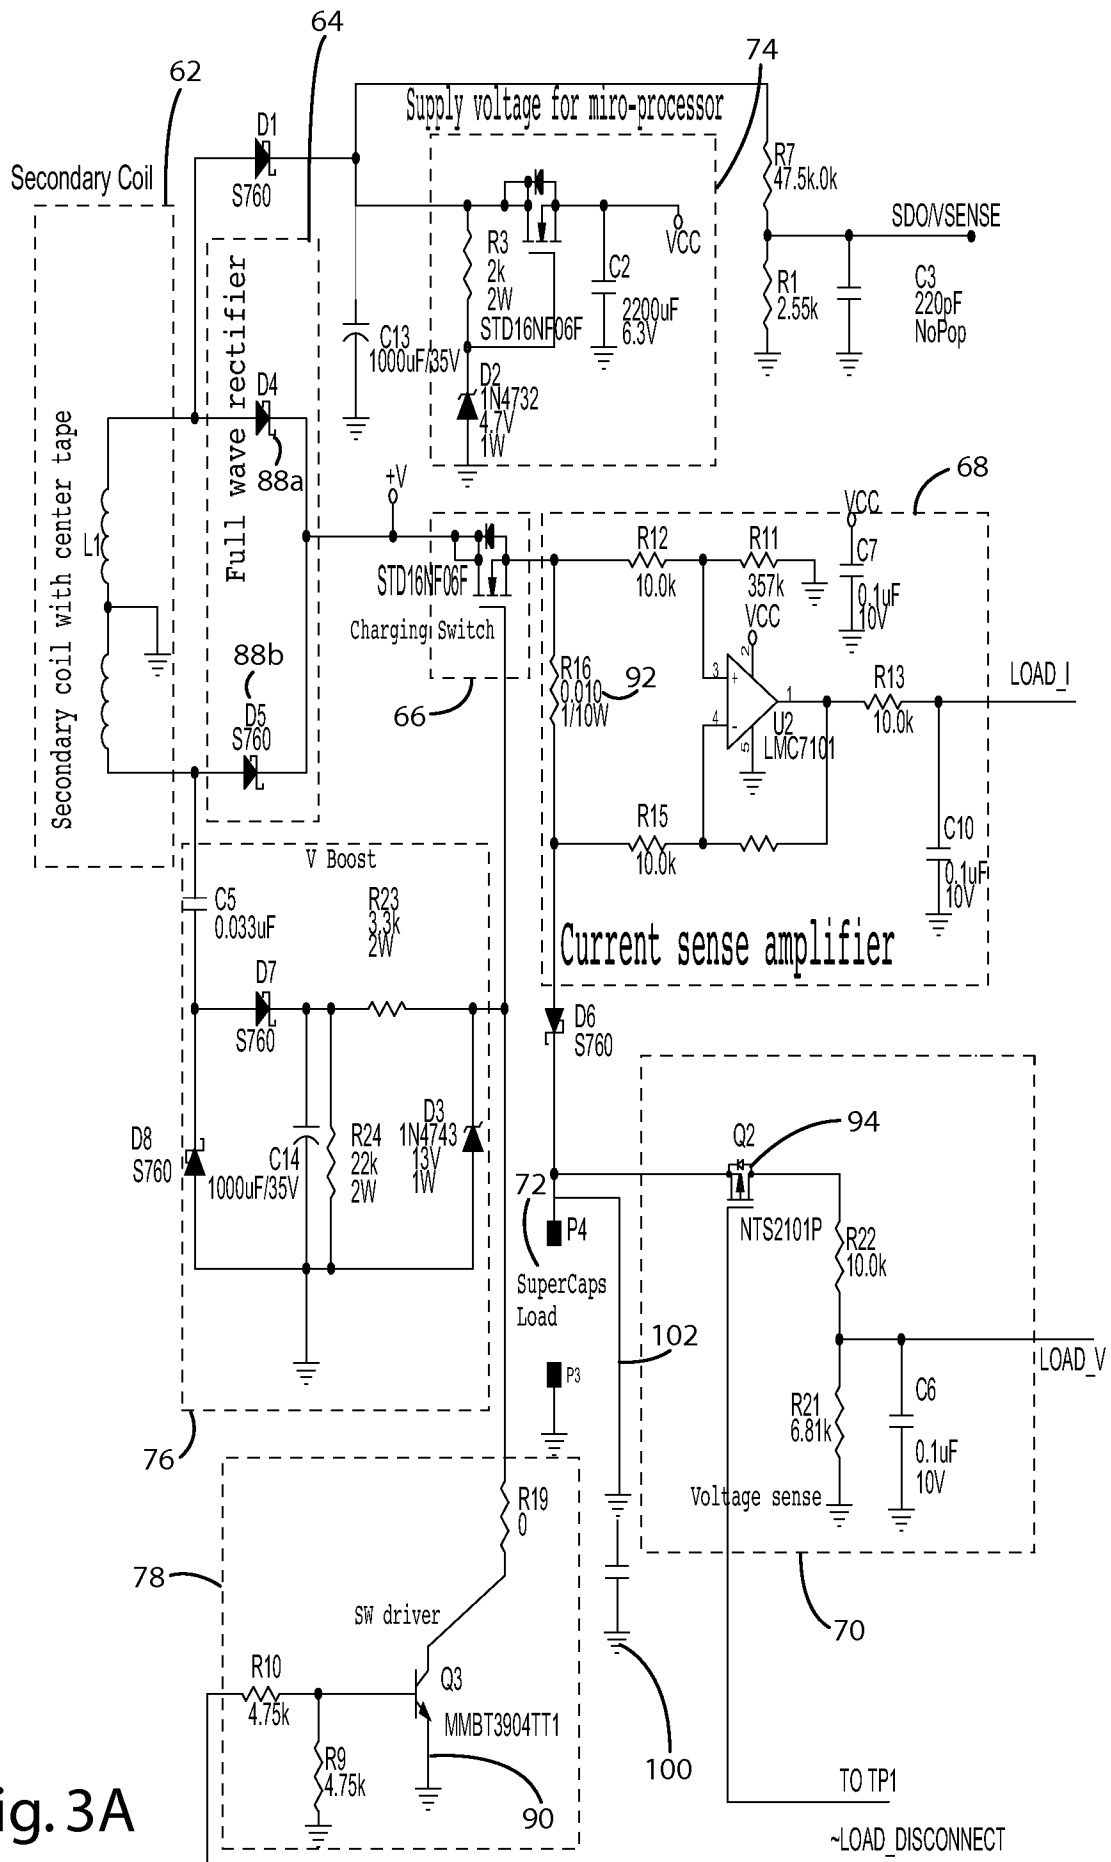 64
62
74
Supply voltage for miro-processor
D1
S760
Secondary Coil
R7
47.5k.0k
SDO/VSENSE
VCC
R3
2k
2W
STD16NF06F
C2
2200uF
6.3V
R1
2.55k
C3
220pF
NoPop
C13
1000uF/35V
D2
1N4732
4.7V
1W
Full wave rectifier
D4
88a
Secondary coil with center tape
L1
+V
68
VCC
C7
0.1uF
10V
R12
10.0k
R11
357k
STD16NF06F
Charging Switch
VCC
2
3
+
1
4
-
5
U2
LMC7101
R13
10.0k
LOAD_I
88b
D5
S760
66
R16
0.010
1/10W
92
R15
10.0k
C10
0.1uF
10V
V Boost
C5
0.033uF
R23
3.3k
2W
Current sense amplifier
D7
S760
D6
S760
D8
S760
C14
1000uF/35V
R24
22k
2W
D3
1N4743
13V
1W
Q2
94
NTS2101P
72
P4
SuperCaps
Load
R22
10.0k
102
P3
LOAD_V
R21
6.81k
C6
0.1uF
10V
76
Voltage sense
R19
0
78
SW driver
70
R10
4.75k
Q3
MMBT3904TT1
R9
4.75k
90
100
TO TP1
~LOAD_DISCONNECT
ig. 3A